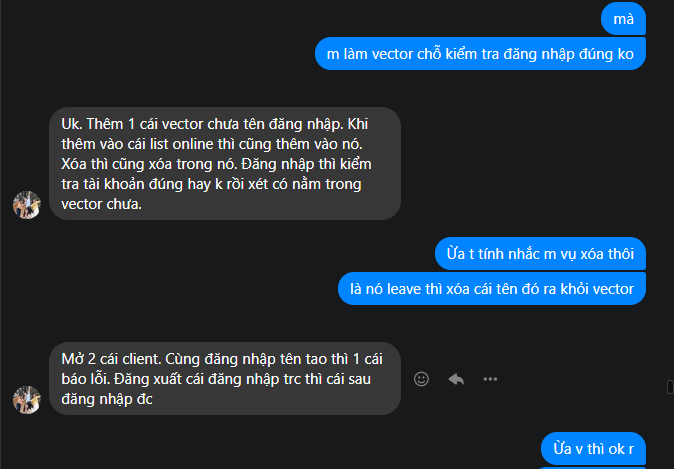 mà
m làm vector chỗ kiểm tra đăng nhập đúng ko
Uk. Thêm 1 cái vector chưa tên đăng nhập. Khi
thêm vào cái list online thì cũng thêm vào nó.
Xóa thì cũng xóa trong nó. Đăng nhập thì kiểm
tra tài khoản đúng hay k rồi xét có nằm trong
vector chưa.
Ừa t tính nhắc m vụ xóa thôi
là nó leave thì xóa cái tên đó ra khỏi vector
Mở 2 cái client. Cùng đăng nhập tên tao thì 1 cái
báo lỗi. Đăng xuất cái đăng nhập trc thì cái sau
đăng nhập đc
Ừa v thì ok r